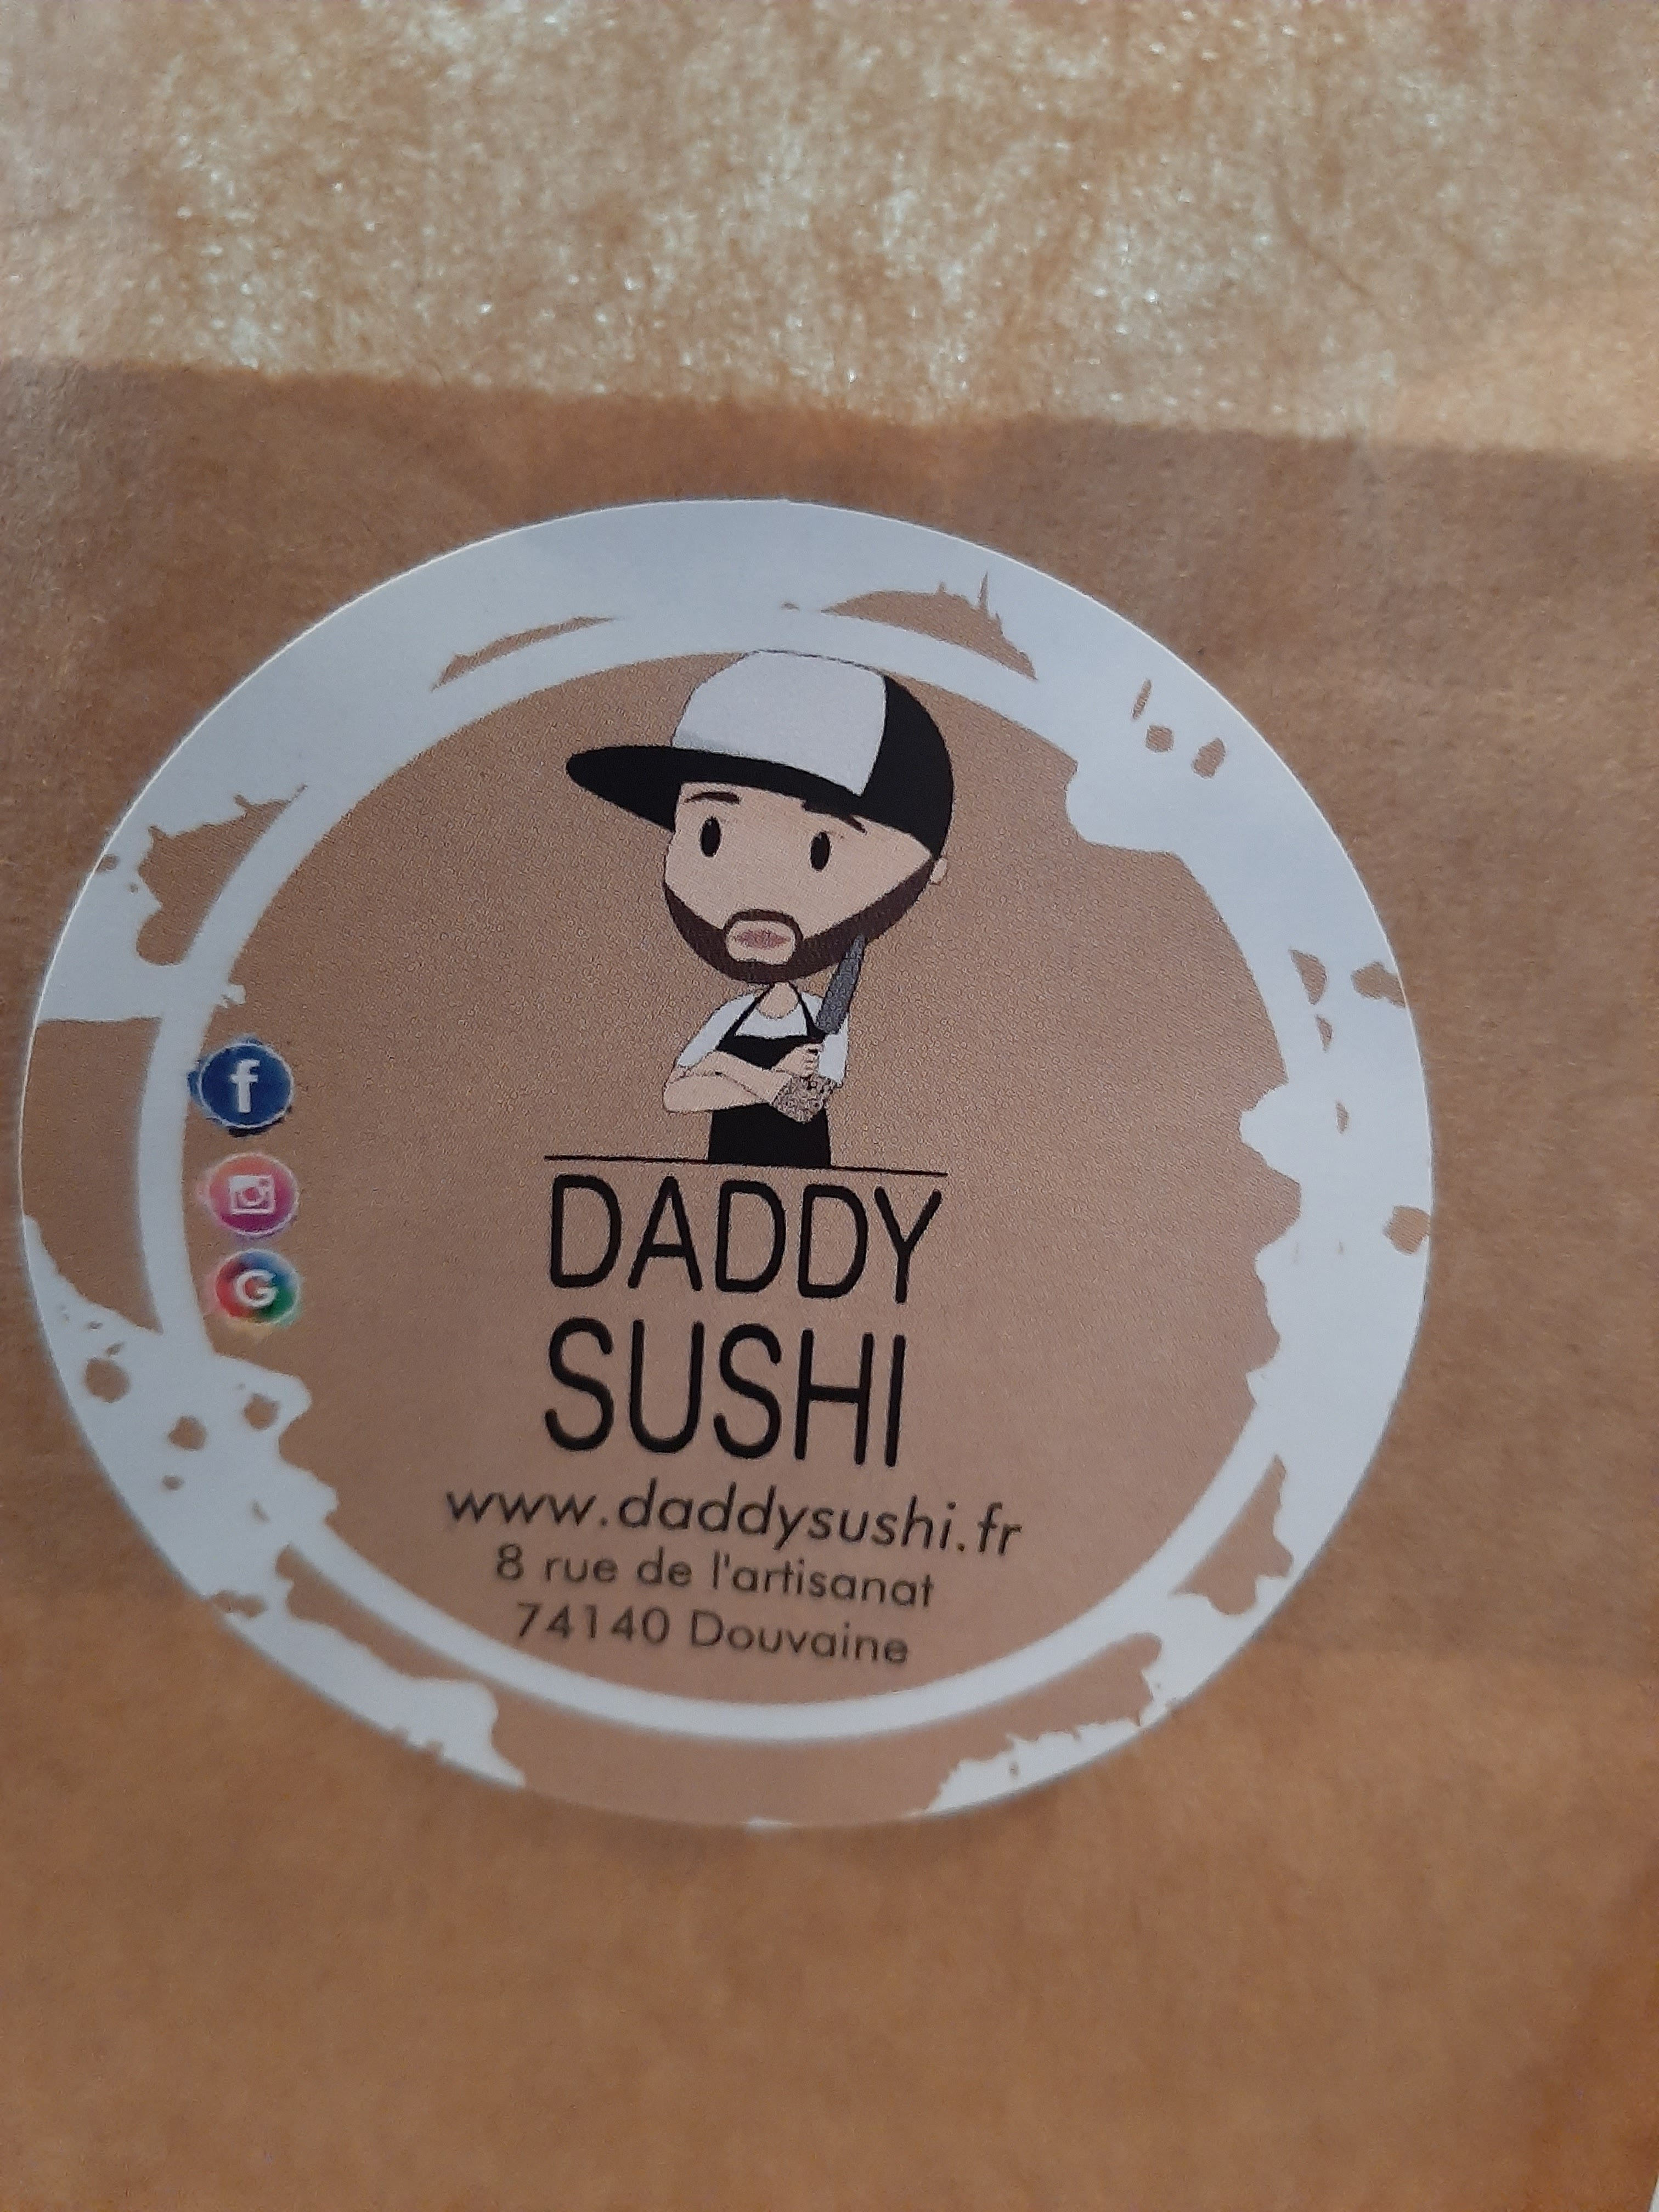 f
G
DADDY
SUSHI
www.daddysushi.fr
8 rue de l'artisanat
74140 Douvaine